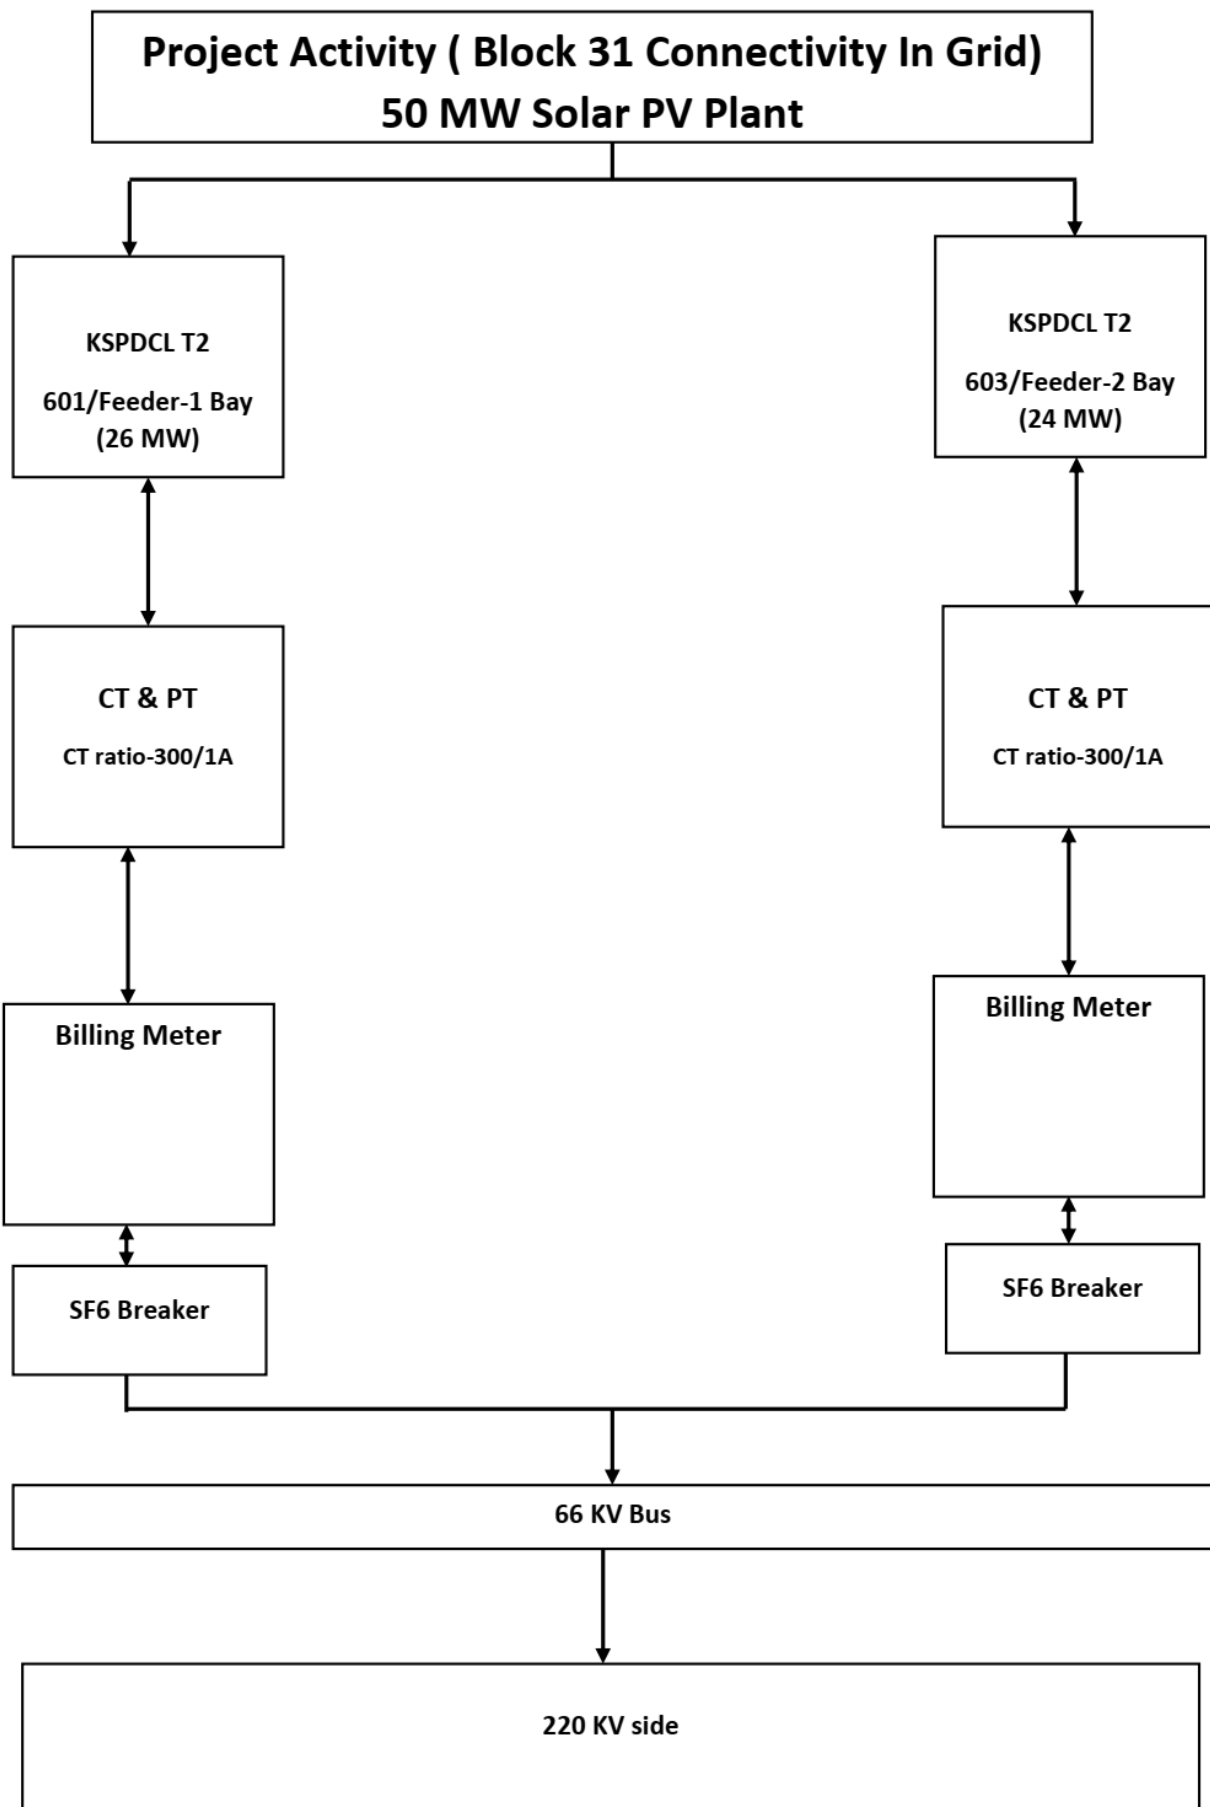 Project Activity ( Block 31 Connectivity In Grid)
50 MW Solar PV Plant
KSPDCL T2
601/Feeder-1 Bay
(26 MW)
KSPDCL T2
603/Feeder-2 Bay
(24 MW)
CT & PT
CT ratio-300/1A
CT & PT
CT ratio-300/1A
Billing Meter
Billing Meter
SF6 Breaker
SF6 Breaker
66 KV Bus
220 KV side